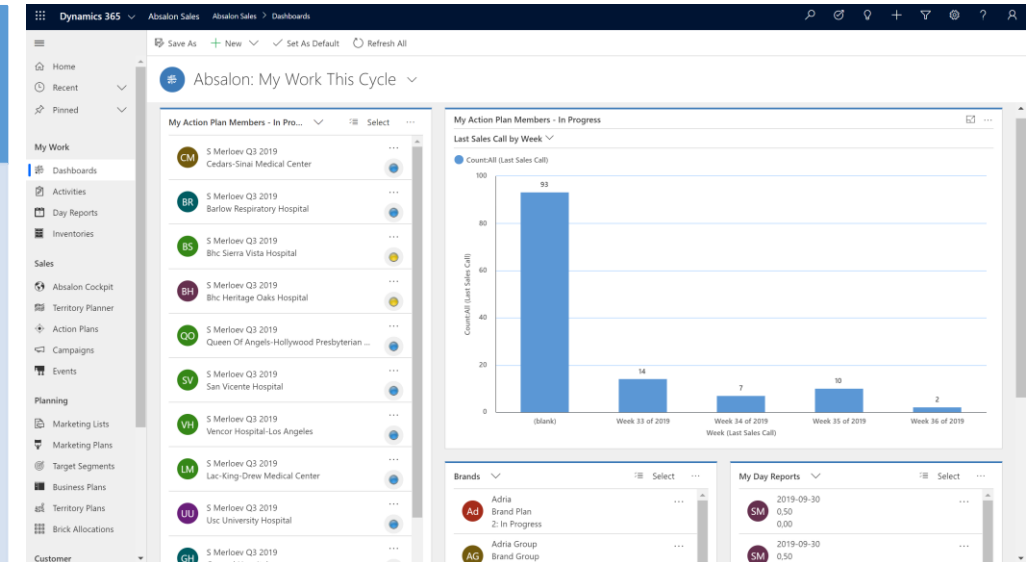 Dynamics 365
Absalon Sales
Absalon Sales > Dashboards
Save As
New
Set As Default
Refresh All
Home
Recent
Pinned
My Work
Dashboards
Activities
Day Reports
Inventories
Sales
Absalon Cockpit
Territory Planner
Action Plans
Campaigns
Events
Planning
Marketing Lists
Marketing Plans
Target Segments
Business Plans
Territory Plans
Brick Allocations
Customer
Absalon: My Work This Cycle
My Action Plan Members - In Pro...
Select
CM
S Merloev Q3 2019
Cedars-Sinai Medical Center
BR
S Merloev Q3 2019
Barlow Respiratory Hospital
BS
S Merloev Q3 2019
Bhc Sierra Vista Hospital
BH
S Merloev Q3 2019
Bhc Heritage Oaks Hospital
QO
S Merloev Q3 2019
Queen Of Angels-Hollywood Presbyterian ...
SV
S Merloev Q3 2019
San Vicente Hospital
VH
S Merloev Q3 2019
Vencor Hospital-Los Angeles
LM
S Merloev Q3 2019
Lac-King-Drew Medical Center
UU
S Merloev Q3 2019
Usc University Hospital
GH
S Merloev Q3 2019
My Action Plan Members - In Progress
Last Sales Call by Week
Count:All (Last Sales Call)
Count:All (Last Sales Call)
100
80
60
40
20
0
93
14
7
10
2
(blank)
Week 33 of 2019
Week 34 of 2019
Week 35 of 2019
Week 36 of 2019
Week (Last Sales Call)
Brands
Select
Ad
Adria
Brand Plan
2: In Progress
AG
Adria Group
Brand Group
My Day Reports
Select
SM
2019-09-30
0,50
0,00
SM
2019-09-30
0,50